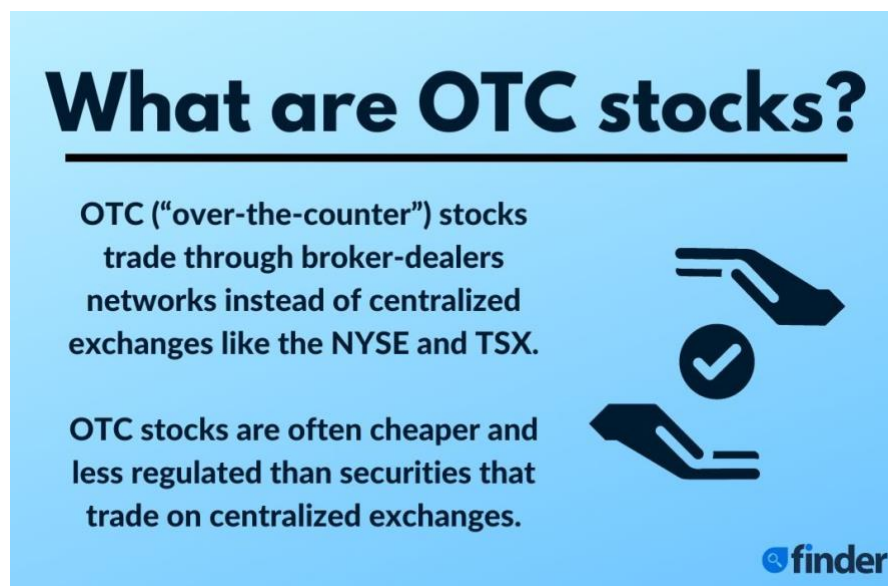 What are OTC stocks?
OTC (“over-the-counter”) stocks
trade through broker-dealers
networks instead of centralized
exchanges like the NYSE and TSX.
OTC stocks are often cheaper and
less regulated than securities that
trade on centralized exchanges.
finder